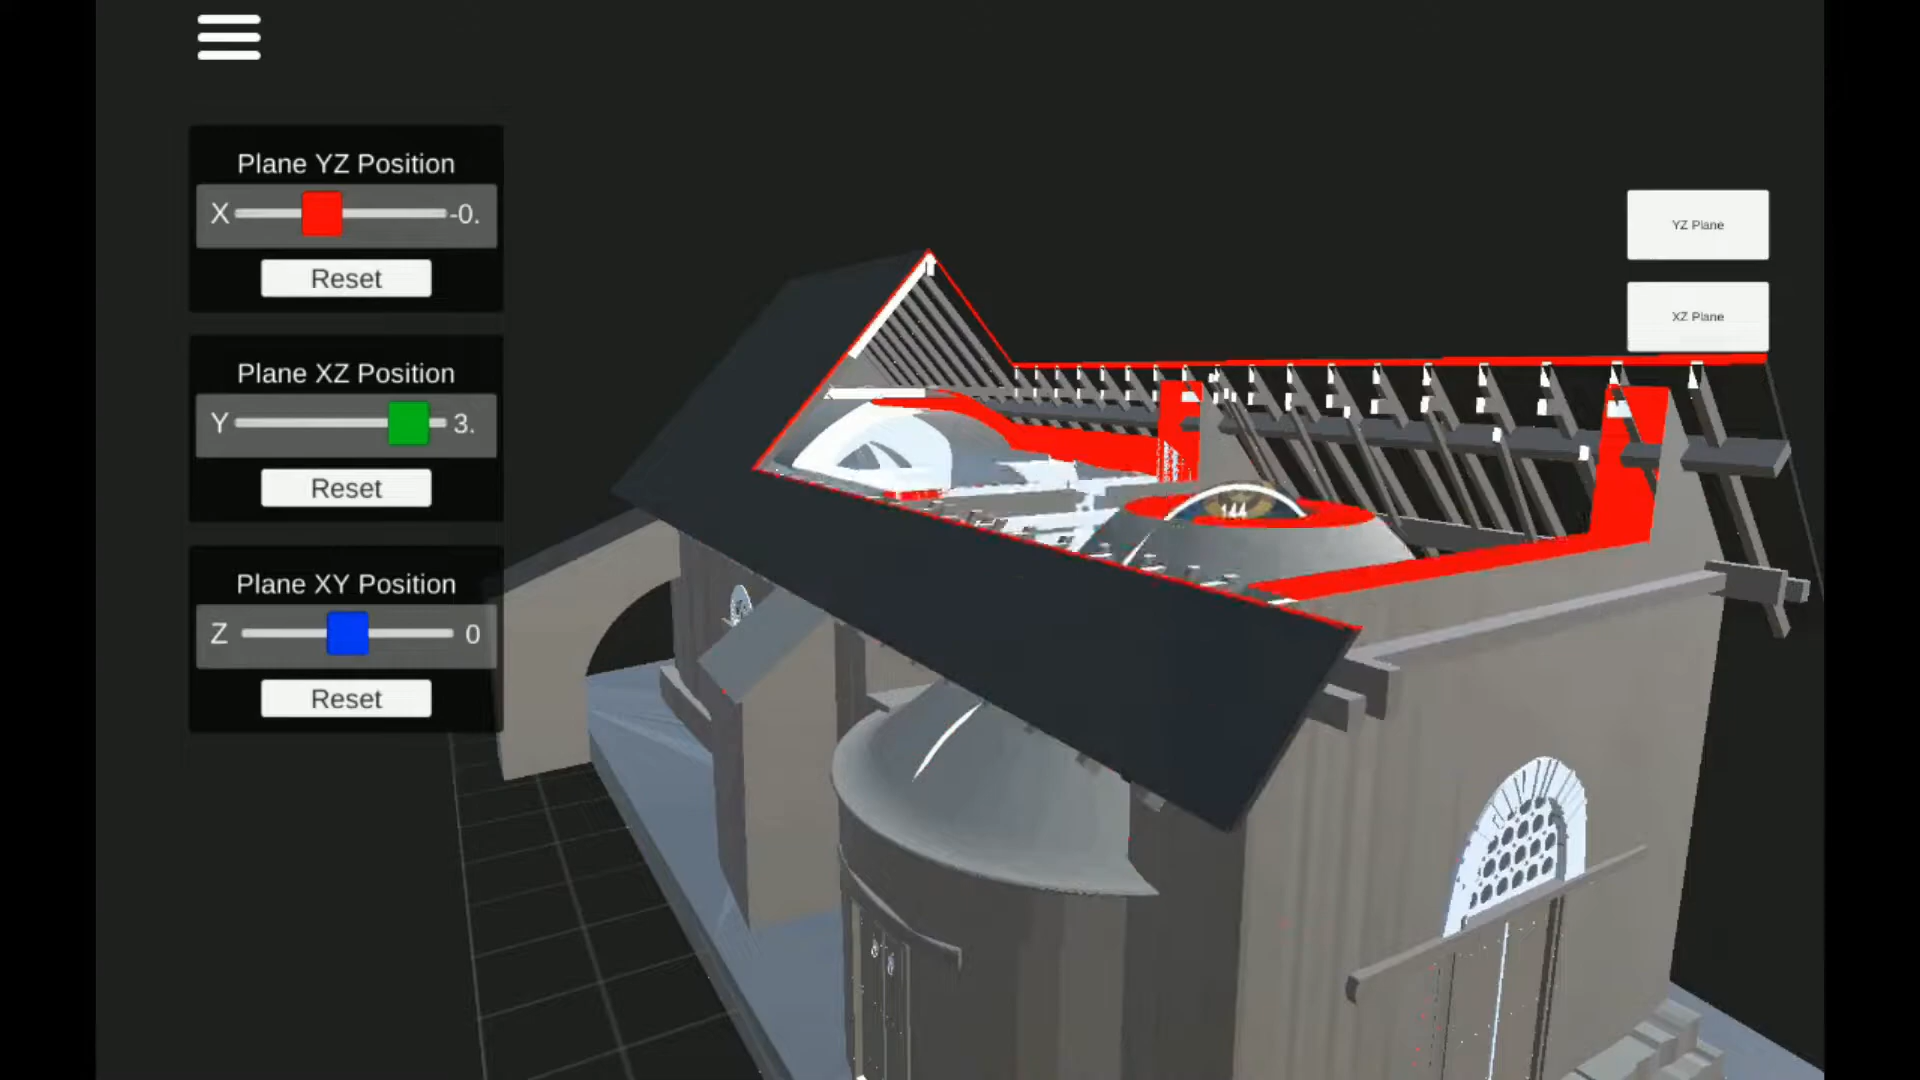 Plane YZ Position
X -0.
Reset
Plane XZ Position
Y 3.
Reset
Plane XY Position
Z 0
Reset
YZ Plane
XZ Plane
144